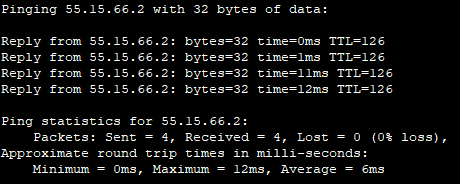 Pinging 55.15.66.2 with 32 bytes of data:
Reply from 55.15.66.2: bytes=32 time=0ms TTL=126
Reply from 55.15.66.2: bytes=32 time=1ms TTL=126
Reply from 55.15.66.2: bytes=32 time=11ms TTL=126
Reply from 55.15.66.2: bytes=32 time=12ms TTL=126
Ping statistics for 55.15.66.2:
Packets: Sent = 4, Received = 4, Lost = 0 (0% loss),
Approximate round trip times in milli-seconds:
Minimum = 0ms, Maximum = 12ms, Average = 6ms